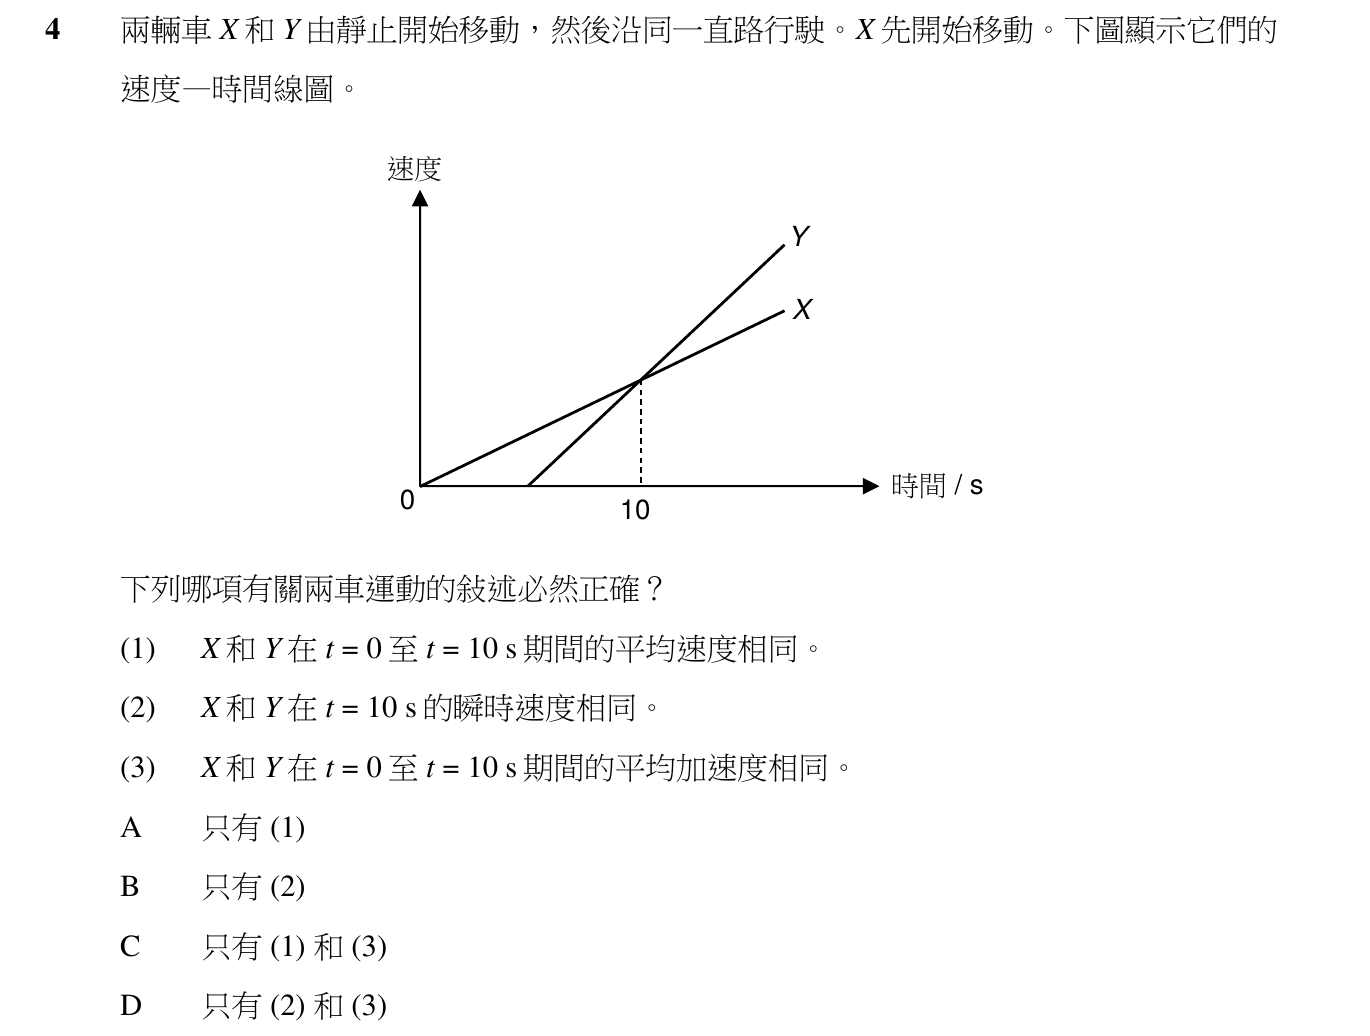 4 兩輛車 X 和 Y 由靜止開始移動，然後沿同一直路行駛。X 先開始移動。下圖顯示它們的
速度—時間線圖。
速度
Y
X
時間 / s
0
10
下列哪項有關兩車運動的敍述必然正確？
(1) X 和 Y 在 t = 0 至 t = 10 s 期間的平均速度相同。
(2) X 和 Y 在 t = 10 s 的瞬時速度相同。
(3) X 和 Y 在 t = 0 至 t = 10 s 期間的平均加速度相同。
A 只有 (1)
B 只有 (2)
C 只有 (1) 和 (3)
D 只有 (2) 和 (3)